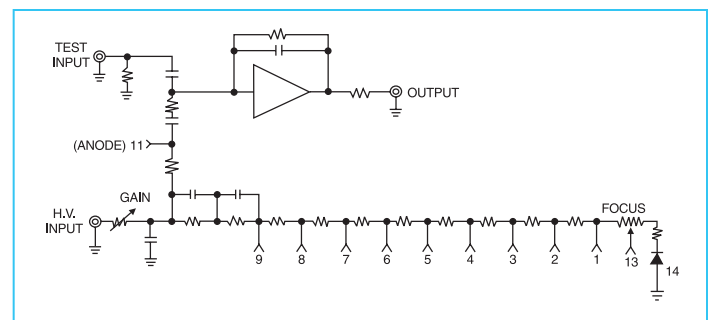 TEST
INPUT
OUTPUT
(ANODE) 11
GAIN
H.V.
INPUT
FOCUS
9 8 7 6 5 4 3 2 1 13 14